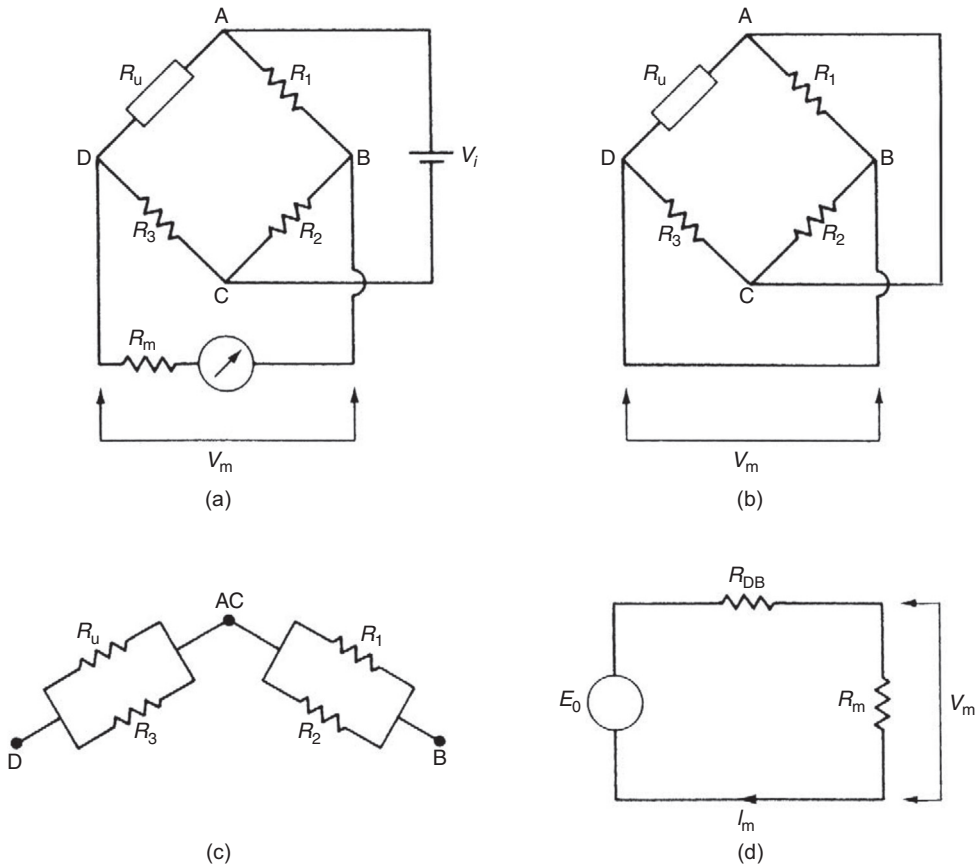 A
R_u
R_1
D
B
V_i
R_3
R_2
C
R_m
V_m
(a)
A
R_u
R_1
D
B
R_3
R_2
C
V_m
(b)
AC
R_u
R_1
R_3
R_2
D
B
(c)
R_DB
E_0
R_m
V_m
I_m
(d)